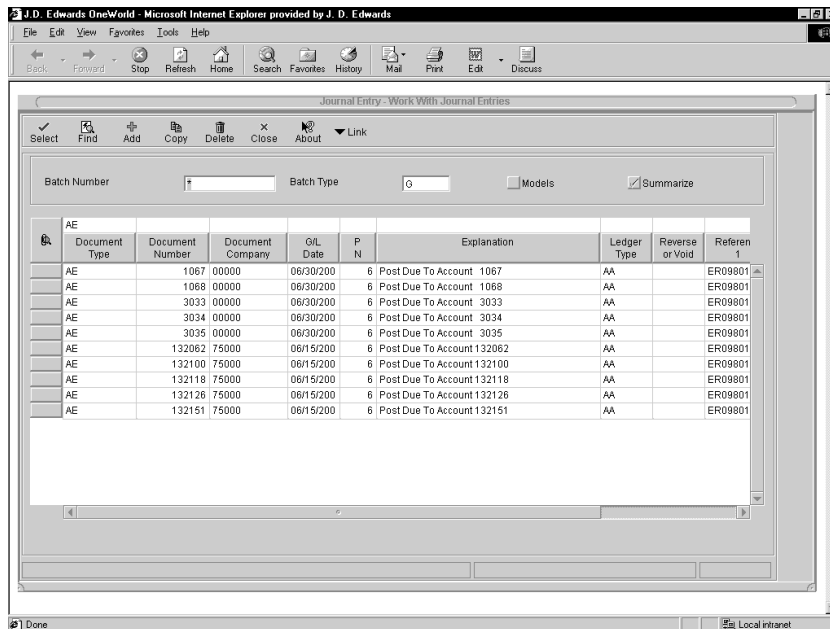 J.D. Edwards OneWorld - Microsoft Internet Explorer provided by J. D. Edwards
File Edit View Favorites Tools Help
Back Forward Stop Refresh Home Search Favorites History Mail Print Edit Discuss
Journal Entry - Work With Journal Entries
Select Find Add Copy Delete Close About Link
Batch Number * Batch Type G Models Summarize
AE
Document Type Document Number Document Company G/L Date P N Explanation Ledger Type Reverse or Void Referen 1
AE 1067 00000 06/30/200 6 Post Due To Account 1067 AA ER09801
AE 1068 00000 06/30/200 6 Post Due To Account 1068 AA ER09801
AE 3033 00000 06/30/200 6 Post Due To Account 3033 AA ER09801
AE 3034 00000 06/30/200 6 Post Due To Account 3034 AA ER09801
AE 3035 00000 06/30/200 6 Post Due To Account 3035 AA ER09801
AE 132062 75000 06/15/200 6 Post Due To Account 132062 AA ER09801
AE 132100 75000 06/15/200 6 Post Due To Account 132100 AA ER09801
AE 132118 75000 06/15/200 6 Post Due To Account 132118 AA ER09801
AE 132126 75000 06/15/200 6 Post Due To Account 132126 AA ER09801
AE 132151 75000 06/15/200 6 Post Due To Account 132151 AA ER09801
Done Local intranet